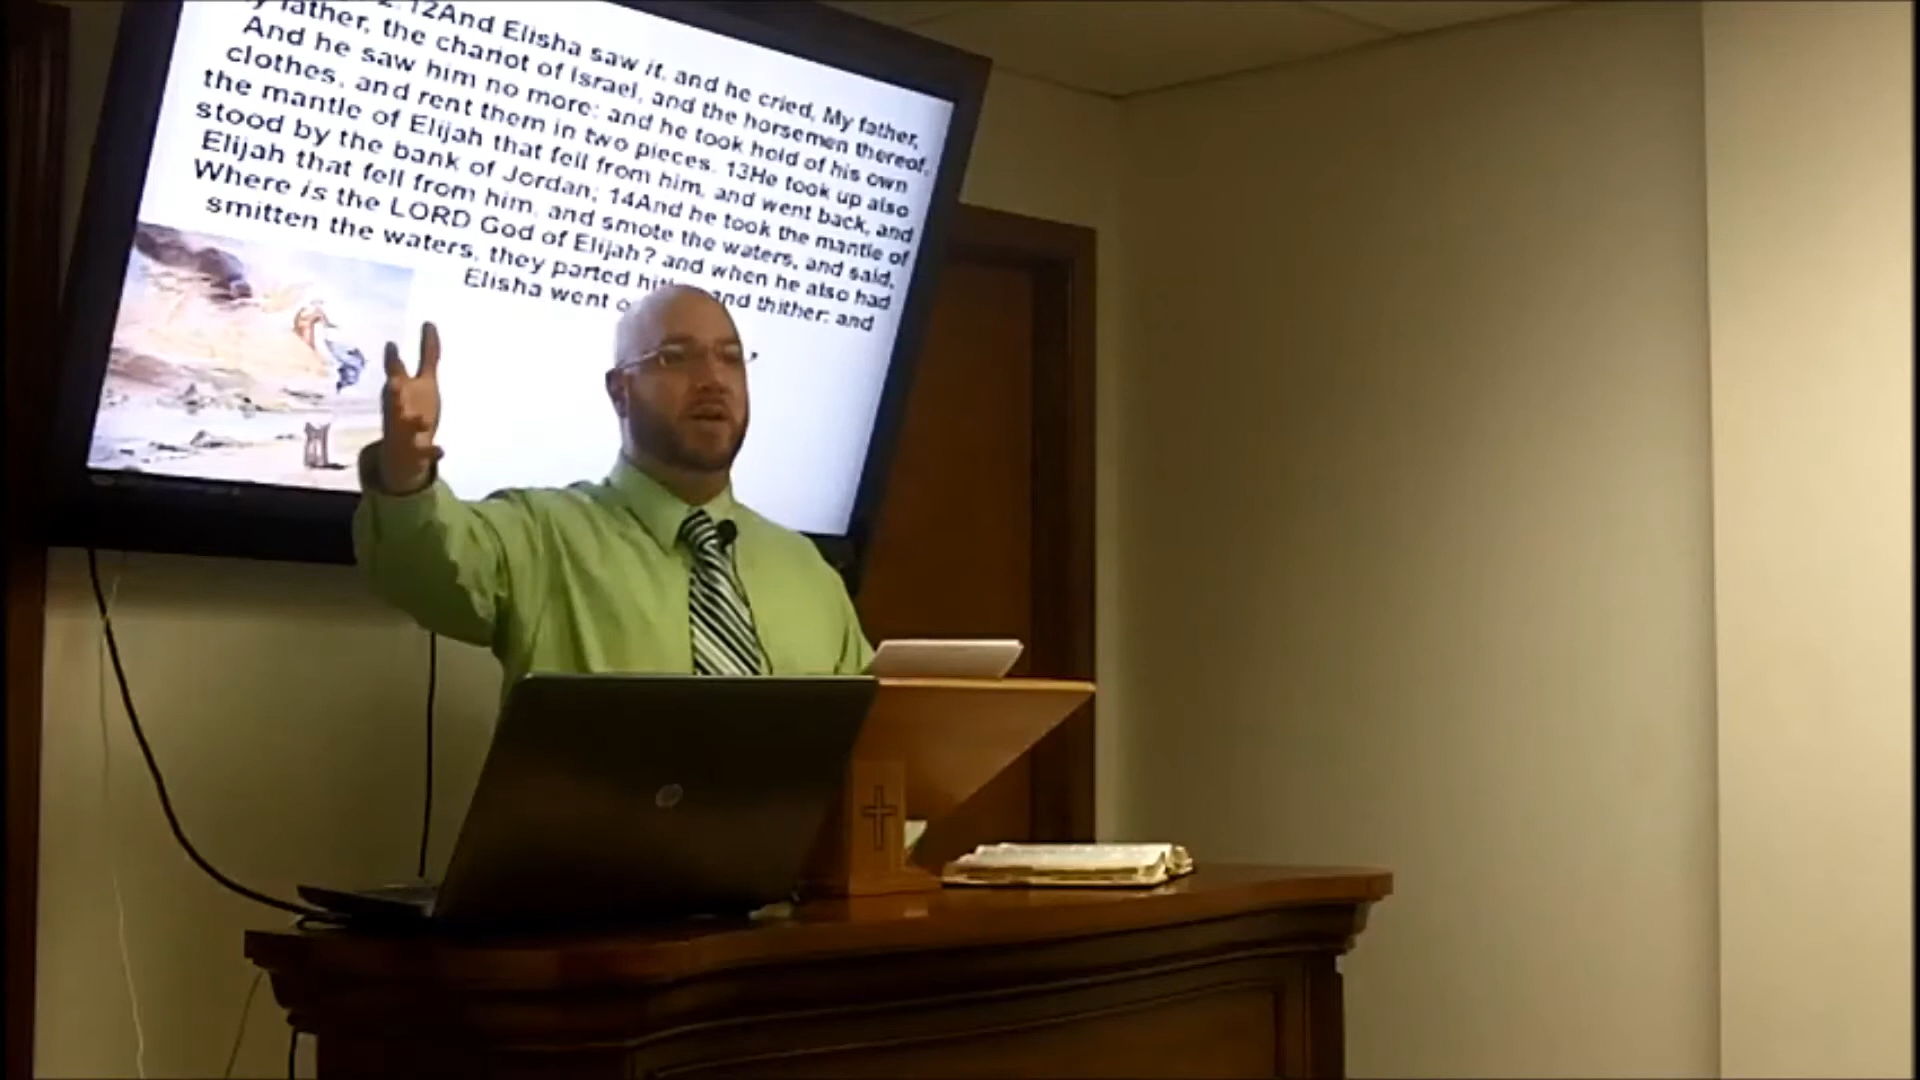 12And Elisha saw it, and he cried, My father,
father, the chariot of Israel, and the horsemen thereof.
And he saw him no more: and he took hold of his own
clothes, and rent them in two pieces. 13He took up also
the mantle of Elijah that fell from him, and went back, and
stood by the bank of Jordan; 14And he took the mantle of
Elijah that fell from him, and smote the waters, and said,
Where is the LORD God of Elijah? and when he also had
smitten the waters, they parted and thither: and
Elisha went
hp